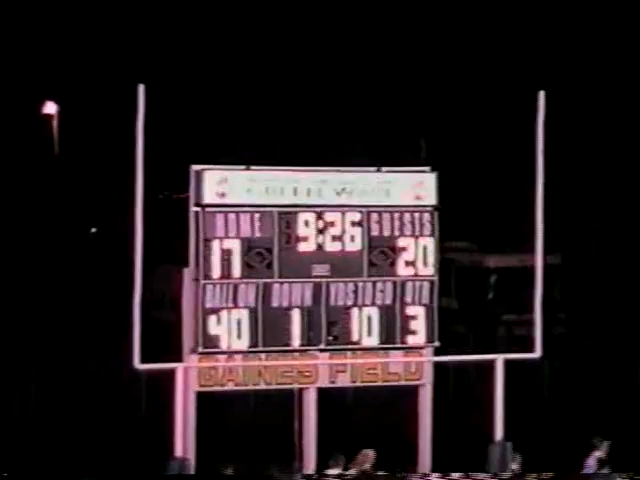 HOME 9:26 GUESTS
17 20
BALL ON DOWN YDS TO GO QTR
40 1 10 3
GAINES FIELD